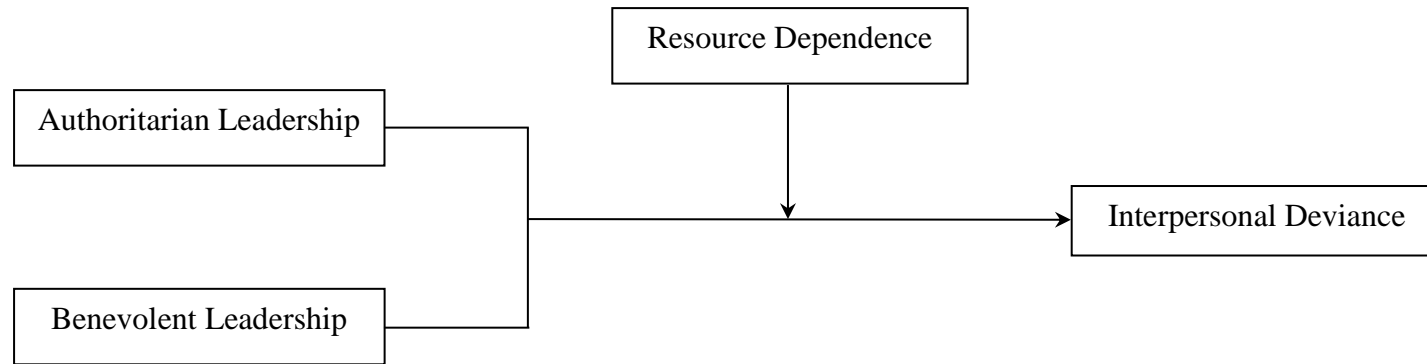 Resource Dependence
Authoritarian Leadership
Interpersonal Deviance
Benevolent Leadership